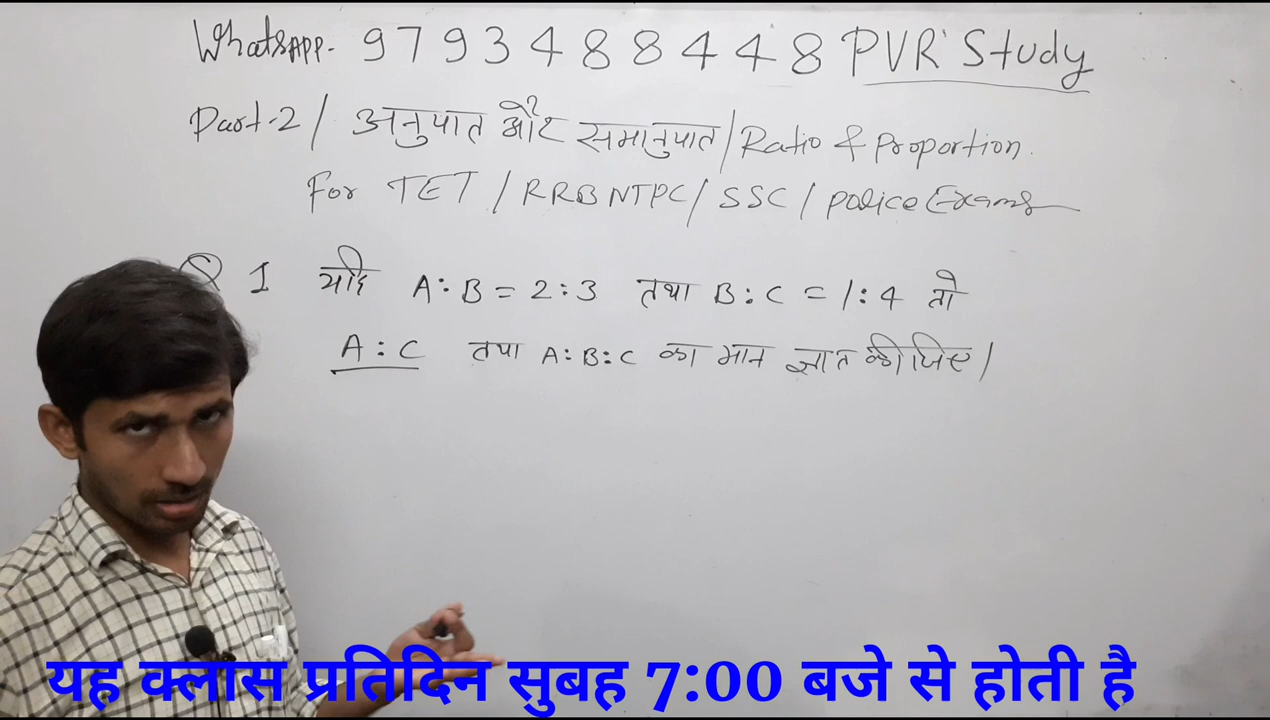 WhatsAPP- 9793488448 PVR Study
Part-2/ अनुपात और समानुपात/Ratio & Proportion.
For TET/RRB NTPC/SSC/Police Exams
Q 1 यदि A:B=2:3 तथा B:C=1:4 तो
A:C तथा A:B:C का मान ज्ञात कीजिए।
यह क्लास प्रतिदिन सुबह 7:00 बजे से होती है